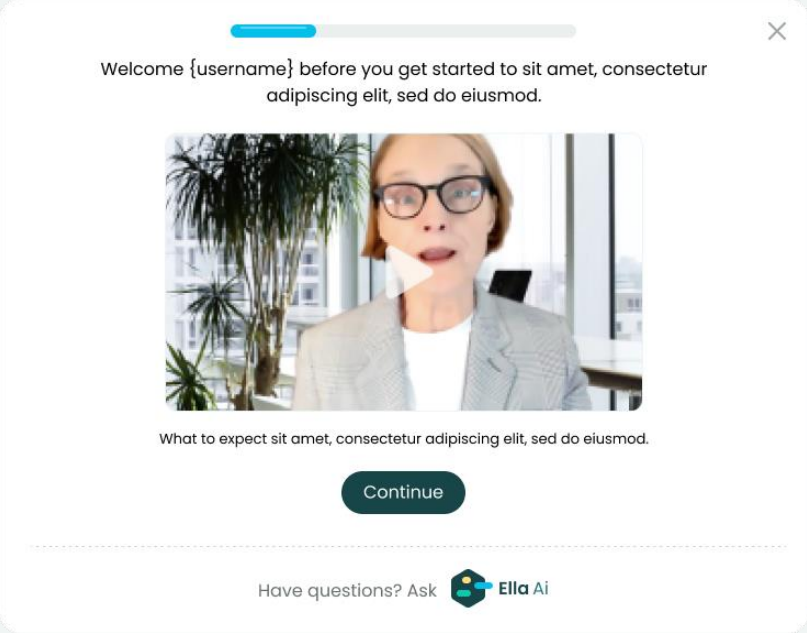 Welcome {username} before you get started to sit amet, consectetur
adipiscing elit, sed do eiusmod.
What to expect sit amet, consectetur adipiscing elit, sed do eiusmod.
Continue
Have questions? Ask Ella Ai